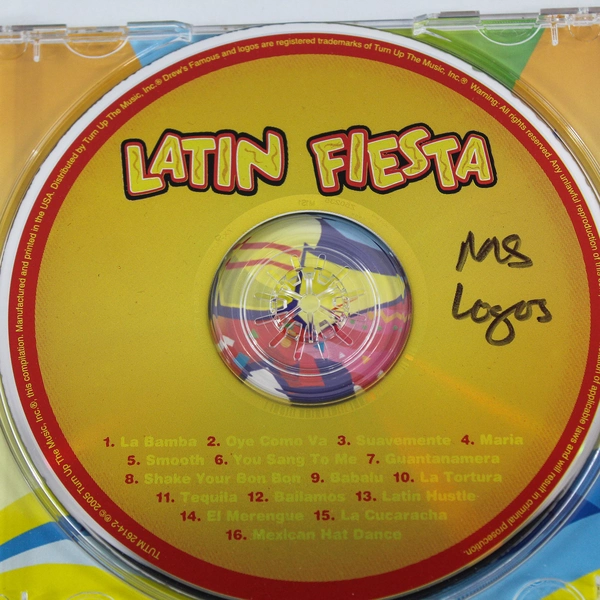 this compilation. Manufactured and printed in the USA. Distributed by Turn Up The Music, Inc.® Drew's Famous and logos are registered trademarks of Turn Up The Music, Inc.® Warning: All rights reserved. Any unlawful reproduction of this
of applicable laws and will result in criminal prosecution.
LATIN FIESTA
MS
Logos
1. La Bamba 2. Oye Como Va 3. Suavemente 4. Maria
5. Smooth 6. You Sang To Me 7. Guantanamera
8. Shake Your Bon Bon 9. Babalu 10. La Tortura
11. Tequila 12. Bailamos 13. Latin Hustle
14. El Merengue 15. La Cucaracha
16. Mexican Hat Dance
TUTM 2614-2 ℗© 2005 Turn Up The Music, Inc.®,